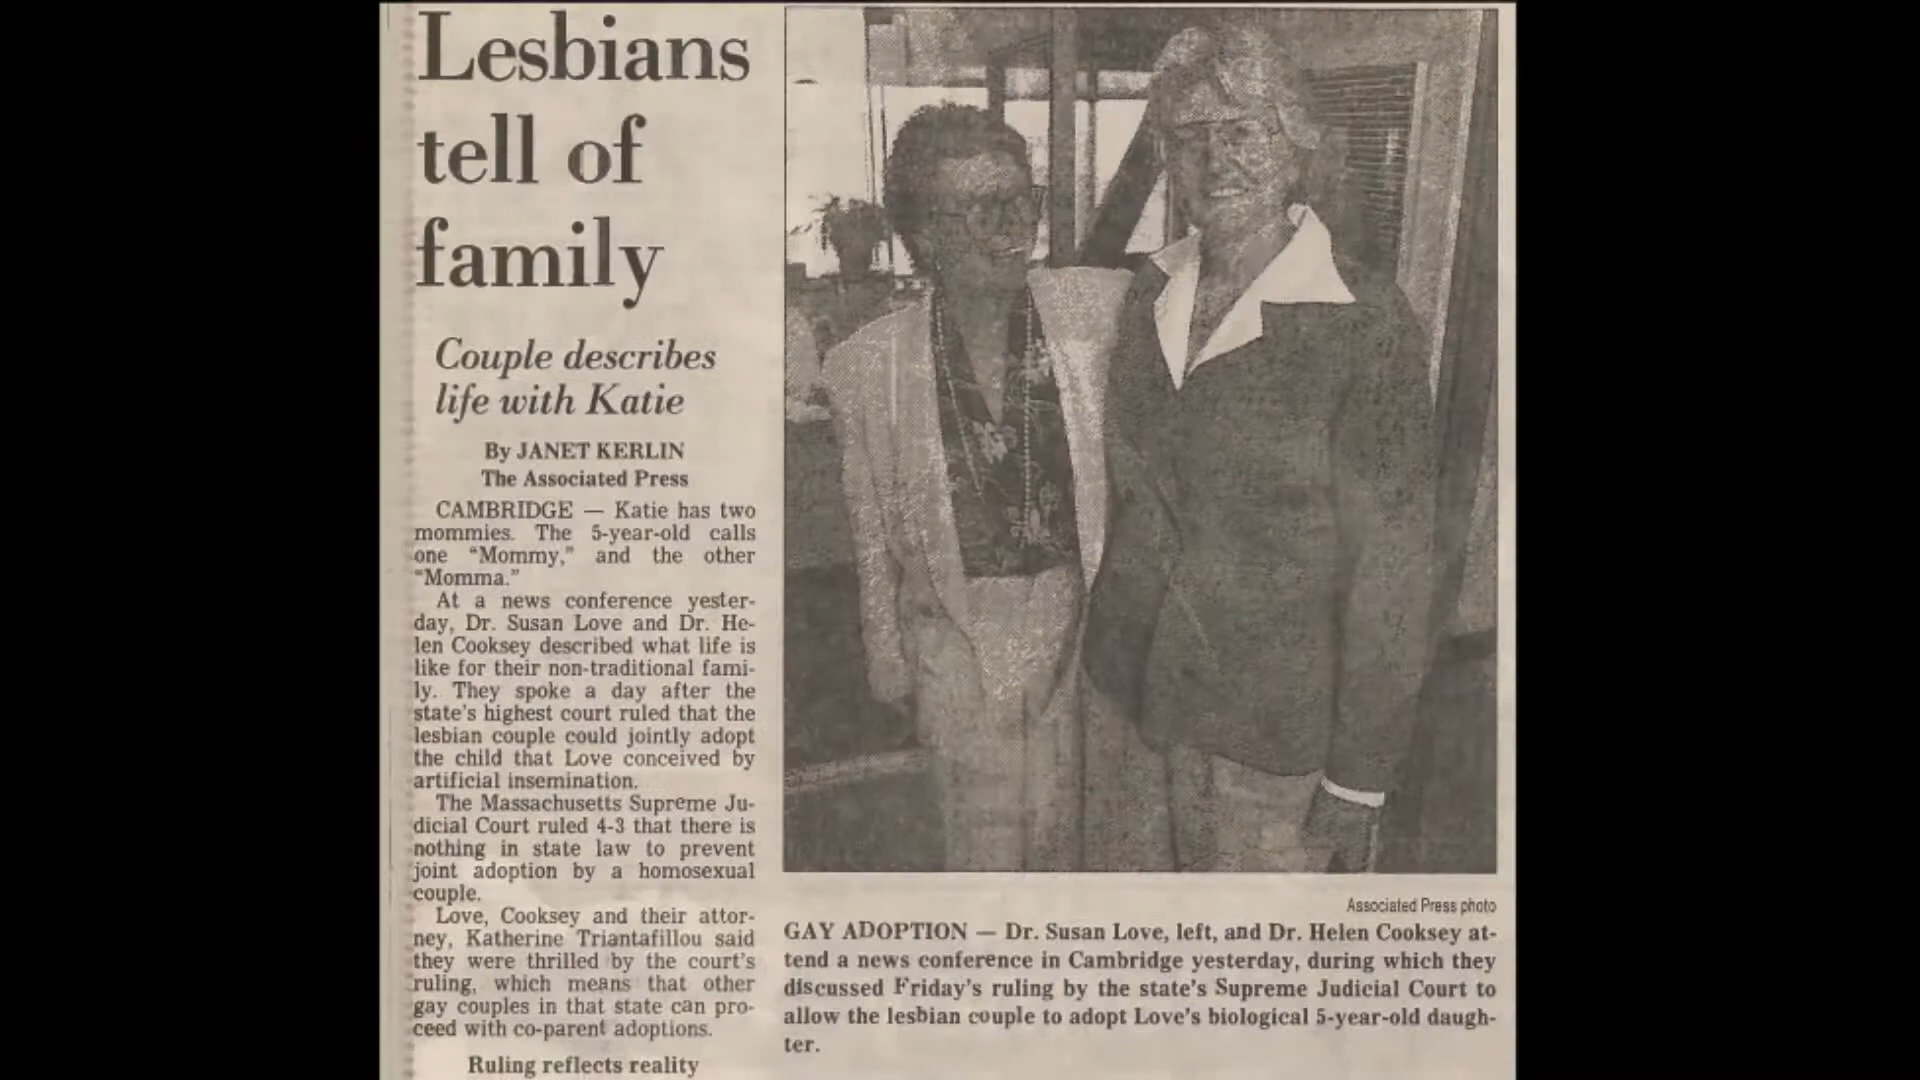 Lesbians
tell of
family
Couple describes
life with Katie
By JANET KERLIN
The Associated Press
CAMBRIDGE — Katie has two
mommies. The 5-year-old calls
one “Mommy,” and the other
“Momma.”
At a news conference yester-
day, Dr. Susan Love and Dr. He-
len Cooksey described what life is
like for their non-traditional fami-
ly. They spoke a day after the
state's highest court ruled that the
lesbian couple could jointly adopt
the child that Love conceived by
artificial insemination.
The Massachusetts Supreme Ju-
dicial Court ruled 4-3 that there is
nothing in state law to prevent
joint adoption by a homosexual
couple.
Love, Cooksey and their attor-
ney, Katherine Triantafillou said
they were thrilled by the court's
ruling, which means that other
gay couples in that state can pro-
ceed with co-parent adoptions.
Ruling reflects reality
Associated Press photo
GAY ADOPTION — Dr. Susan Love, left, and Dr. Helen Cooksey at-
tend a news conference in Cambridge yesterday, during which they
discussed Friday's ruling by the state's Supreme Judicial Court to
allow the lesbian couple to adopt Love's biological 5-year-old daugh-
ter.